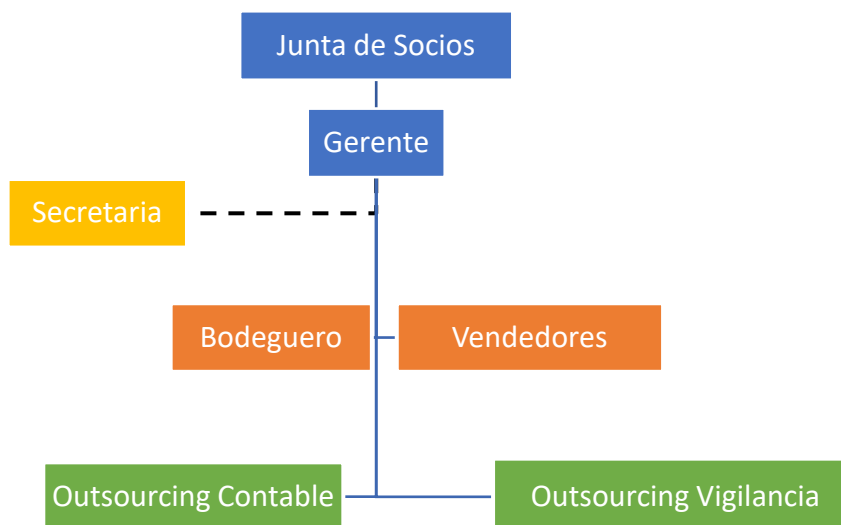 Junta de Socios
Gerente
Secretaria
Bodeguero
Vendedores
Outsourcing Contable
Outsourcing Vigilancia